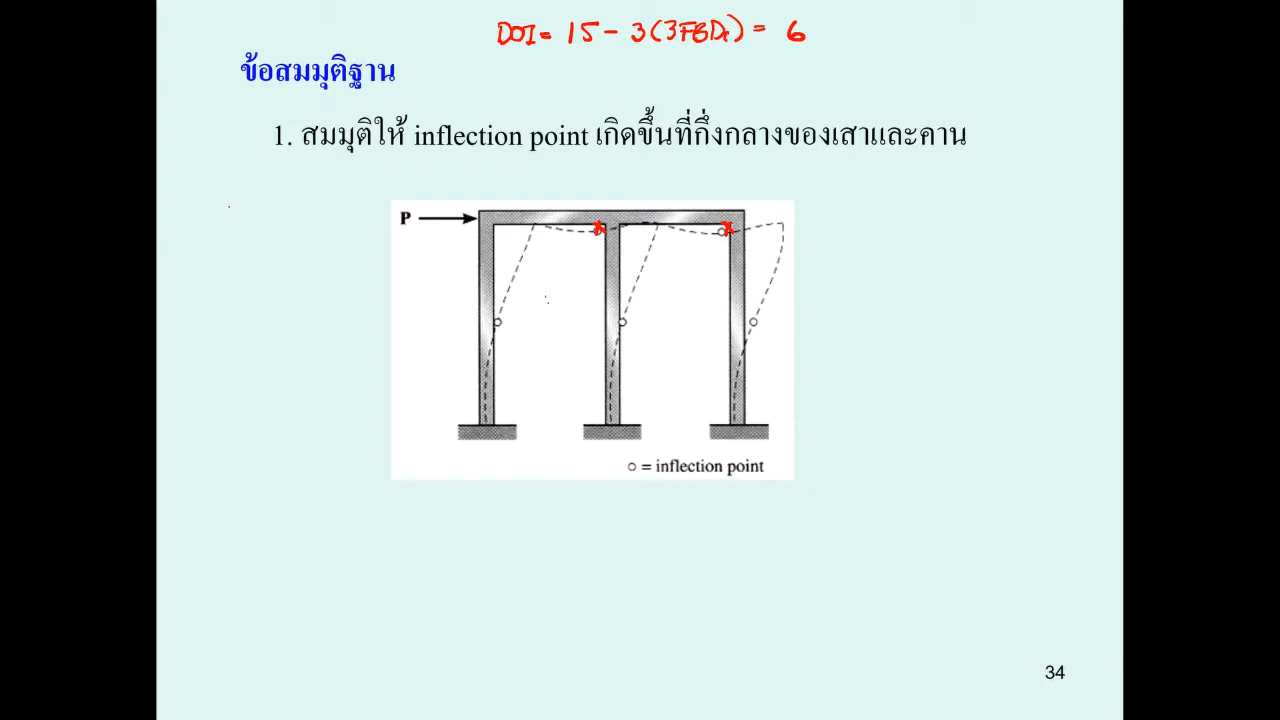 DOI = 15 - 3(3FBDs) = 6
ข้อสมมุติฐาน
1. สมมุติให้ inflection point เกิดขึ้นที่กึ่งกลางของเสาและคาน
P
○ = inflection point
34